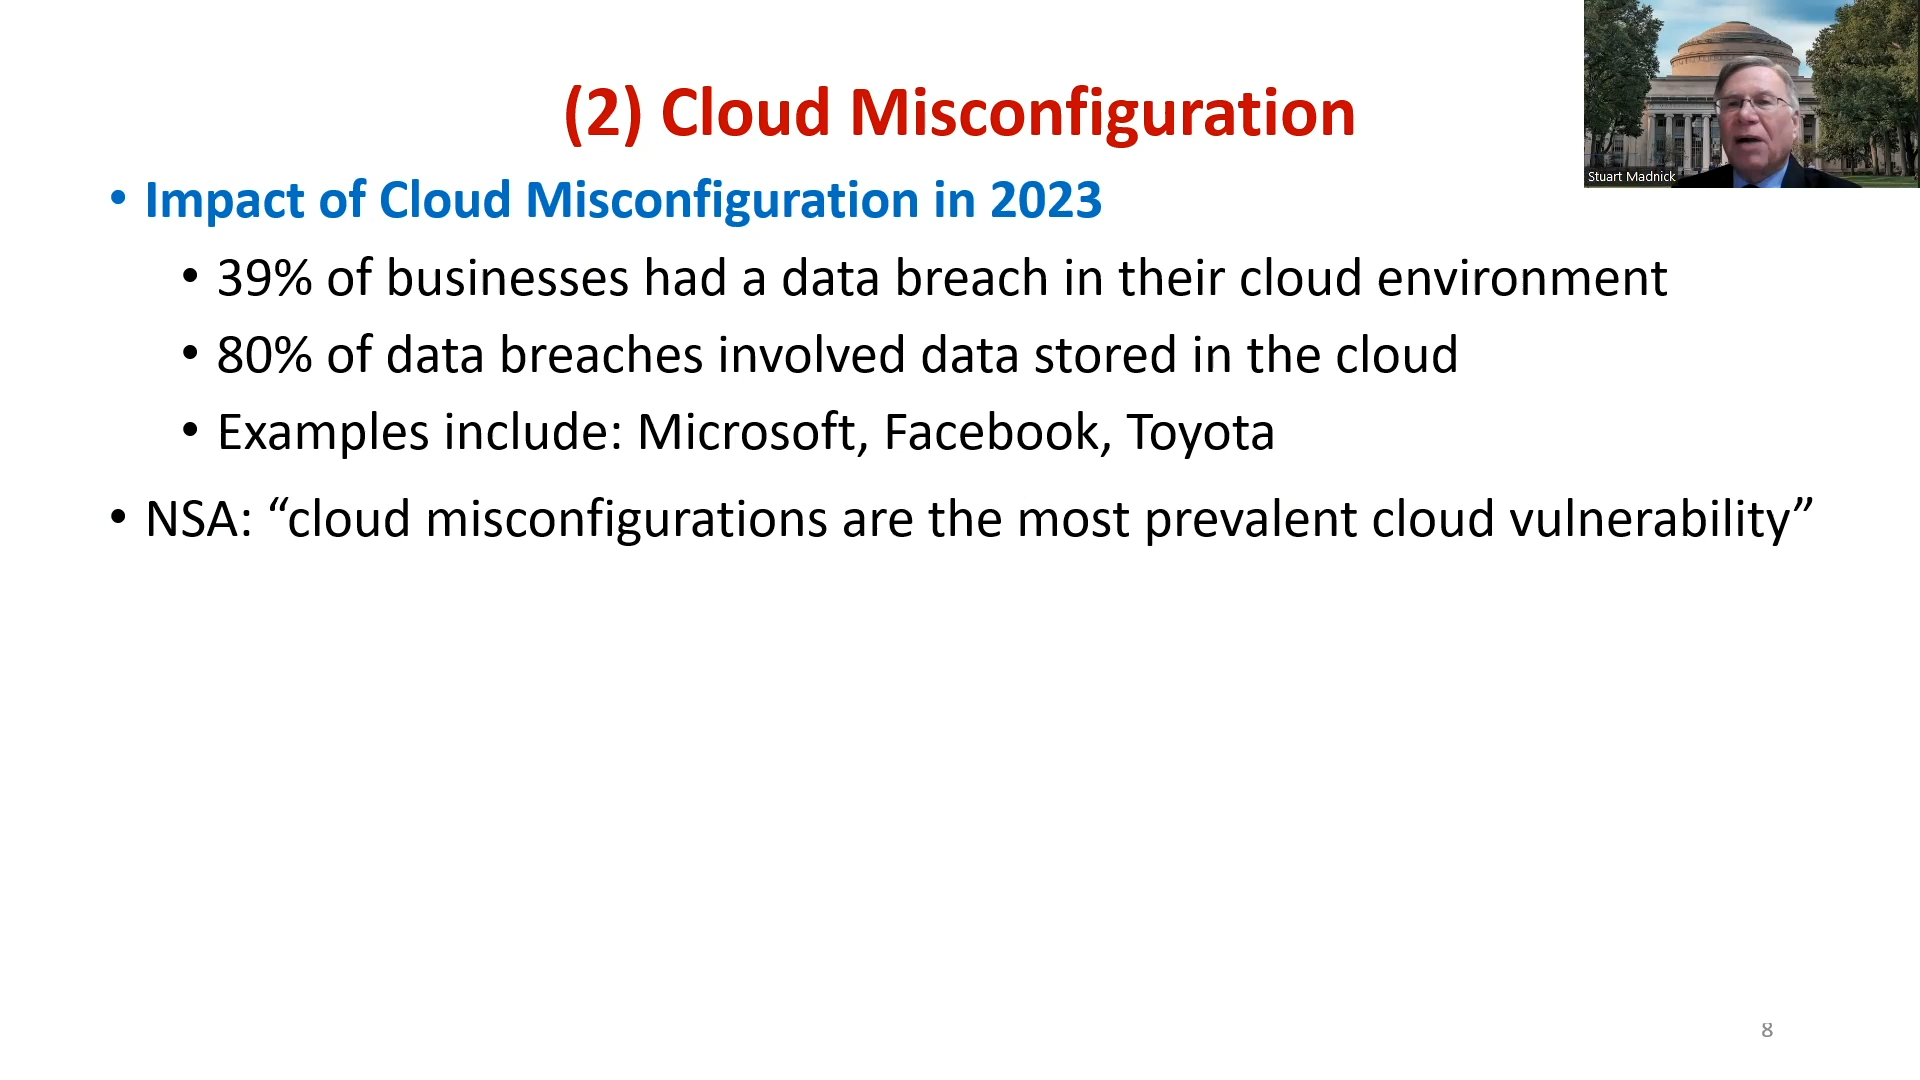 (2) Cloud Misconfiguration
Stuart Madnick
• Impact of Cloud Misconfiguration in 2023
• 39% of businesses had a data breach in their cloud environment
• 80% of data breaches involved data stored in the cloud
• Examples include: Microsoft, Facebook, Toyota
• NSA: “cloud misconfigurations are the most prevalent cloud vulnerability”
8